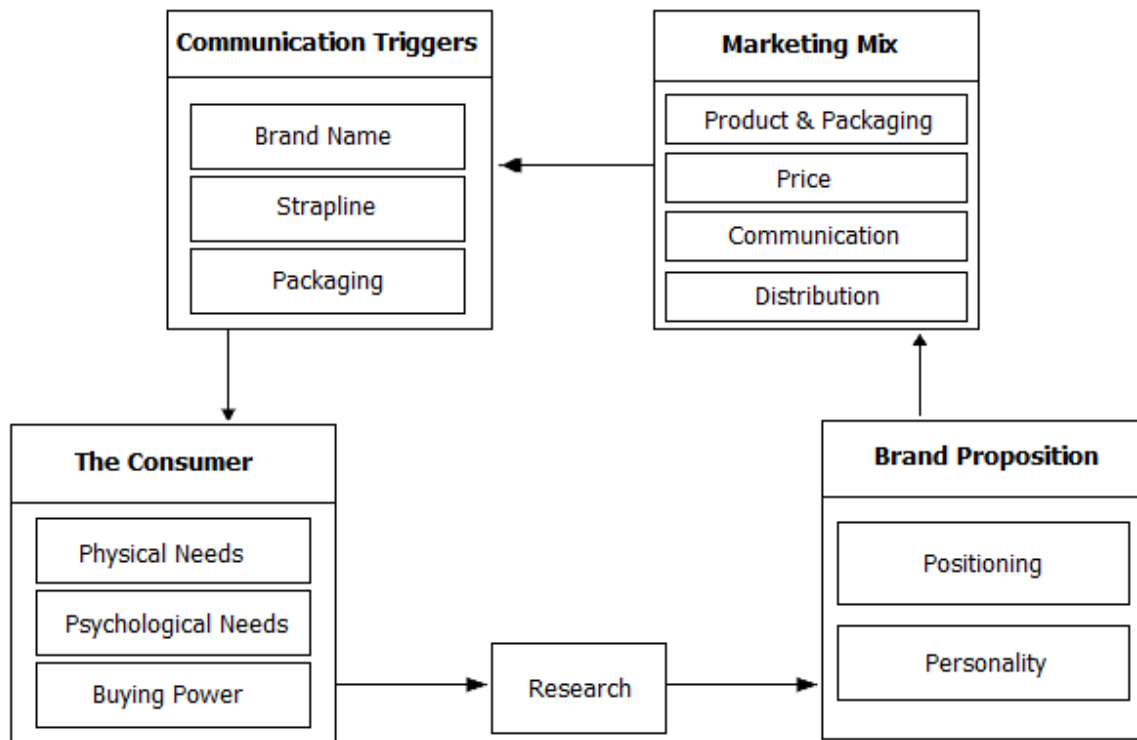 Communication Triggers
Brand Name
Strapline
Packaging
Marketing Mix
Product & Packaging
Price
Communication
Distribution
The Consumer
Physical Needs
Psychological Needs
Buying Power
Research
Brand Proposition
Positioning
Personality